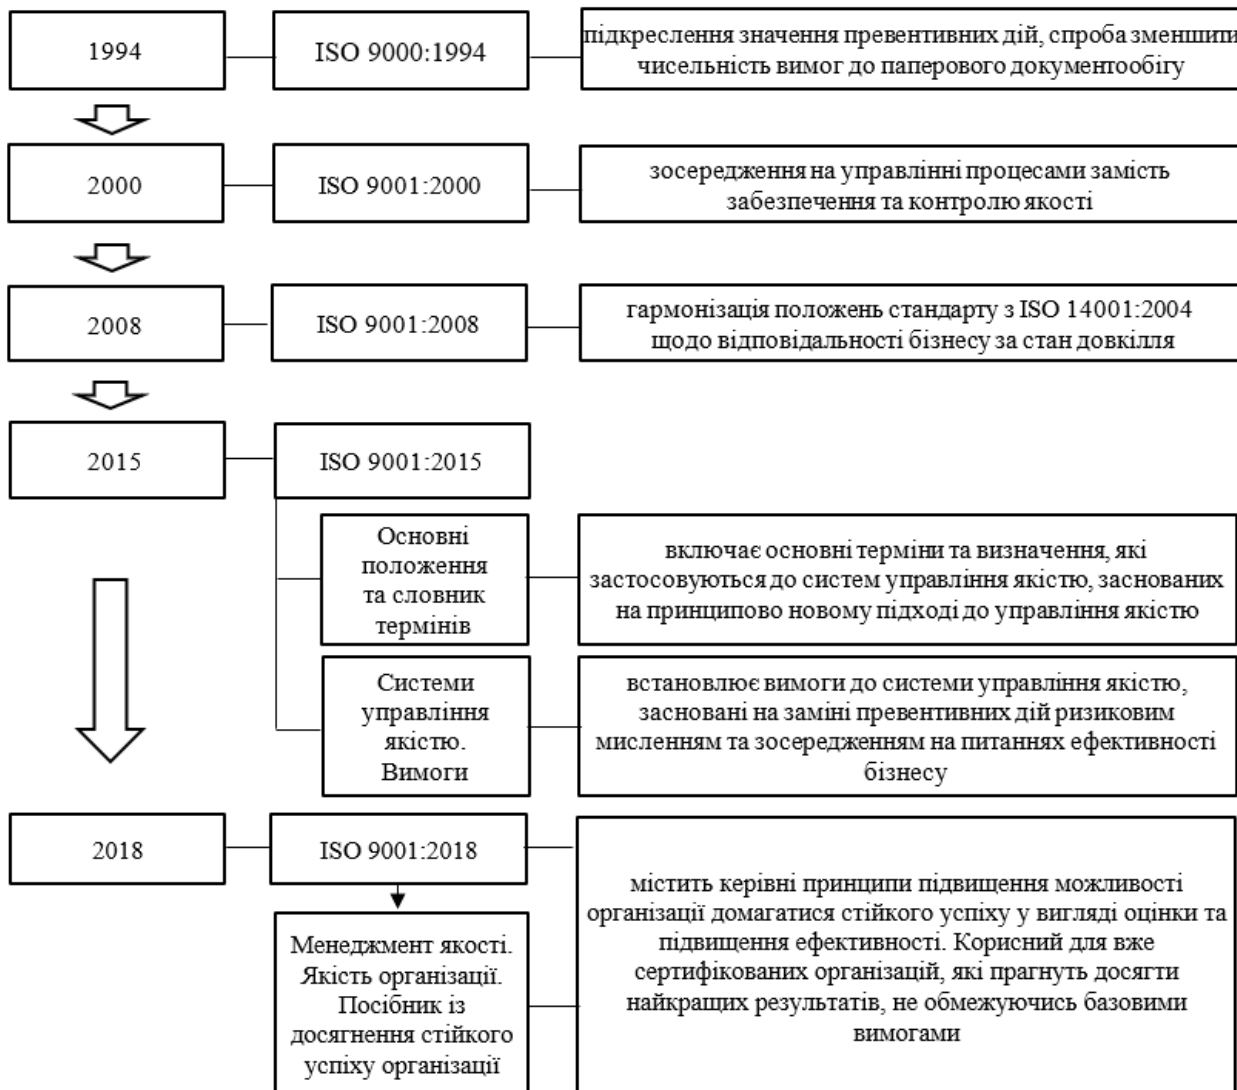 1994
ISO 9000:1994
підкреслення значення превентивних дій, спроба зменшити
чисельність вимог до паперового документообігу
2000
ISO 9001:2000
зосередження на управлінні процесами замість
забезпечення та контролю якості
2008
ISO 9001:2008
гармонізація положень стандарту з ISO 14001:2004
щодо відповідальності бізнесу за стан довкілля
2015
ISO 9001:2015
Основні
положення
та словник
термінів
включає основні терміни та визначення, які
застосовуються до систем управління якістю, заснованих
на принципово новому підході до управління якістю
Системи
управління
якістю.
Вимоги
встановлює вимоги до системи управління якістю,
засновані на заміні превентивних дій ризиковим
мисленням та зосередженням на питаннях ефективності
бізнесу
2018
ISO 9001:2018
Менеджмент якості.
Якість організації.
Посібник із
досягнення стійкого
успіху організації
містить керівні принципи підвищення можливості
організації домагатися стійкого успіху у вигляді оцінки та
підвищення ефективності. Корисний для вже
сертифікованих організацій, які прагнуть досягти
найкращих результатів, не обмежуючись базовими
вимогами